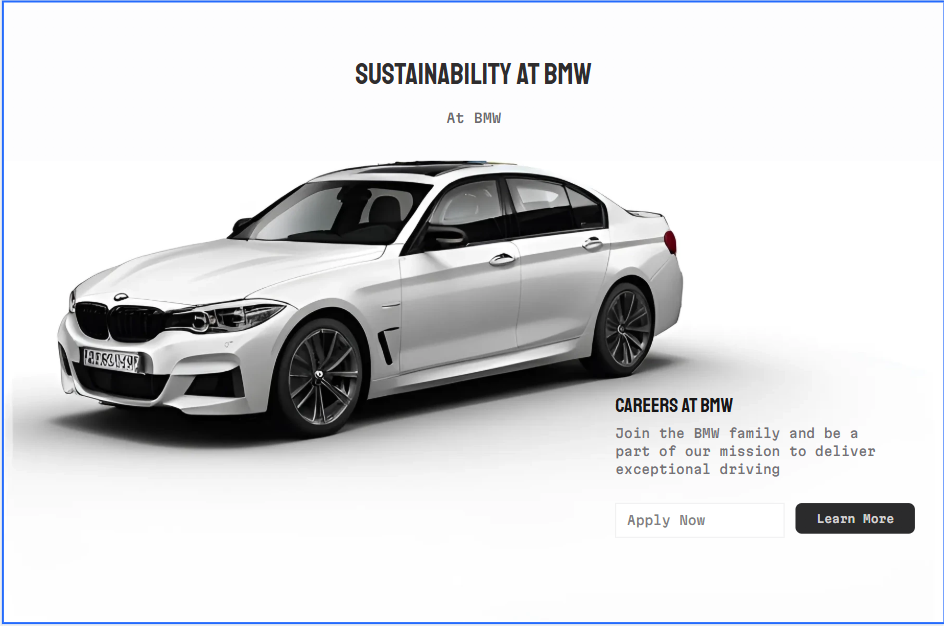 SUSTAINABILITY AT BMW
At BMW
CAREERS AT BMW
Join the BMW family and be a
part of our mission to deliver
exceptional driving
Apply Now
Learn More